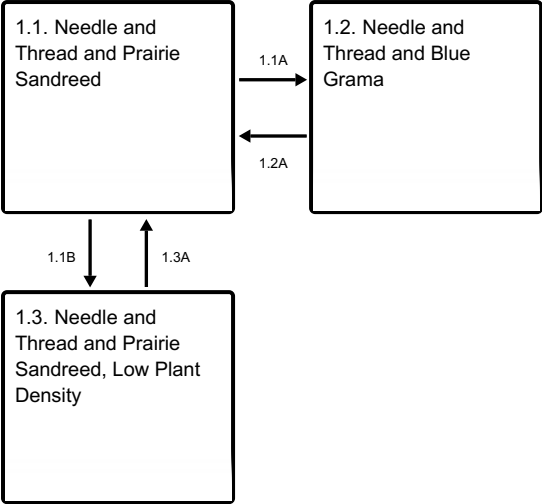 1.1. Needle and
Thread and Prairie
Sandreed
1.1A
1.2. Needle and
Thread and Blue
Grama
1.2A
1.1B
1.3A
1.3. Needle and
Thread and Prairie
Sandreed, Low Plant
Density